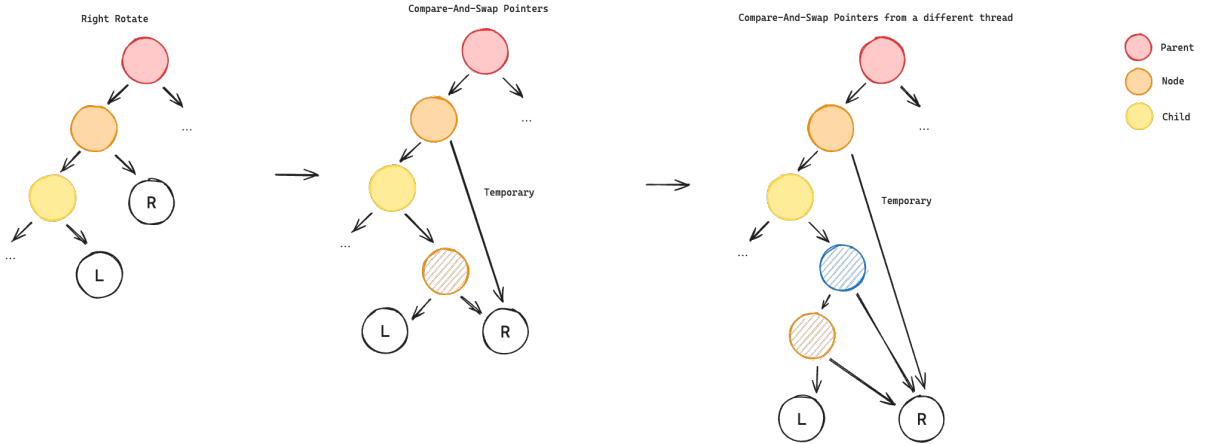 Right Rotate
...
R
...
L
Compare-And-Swap Pointers
...
Temporary
...
L
R
Compare-And-Swap Pointers from a different thread
...
Temporary
...
L
R
Parent
Node
Child